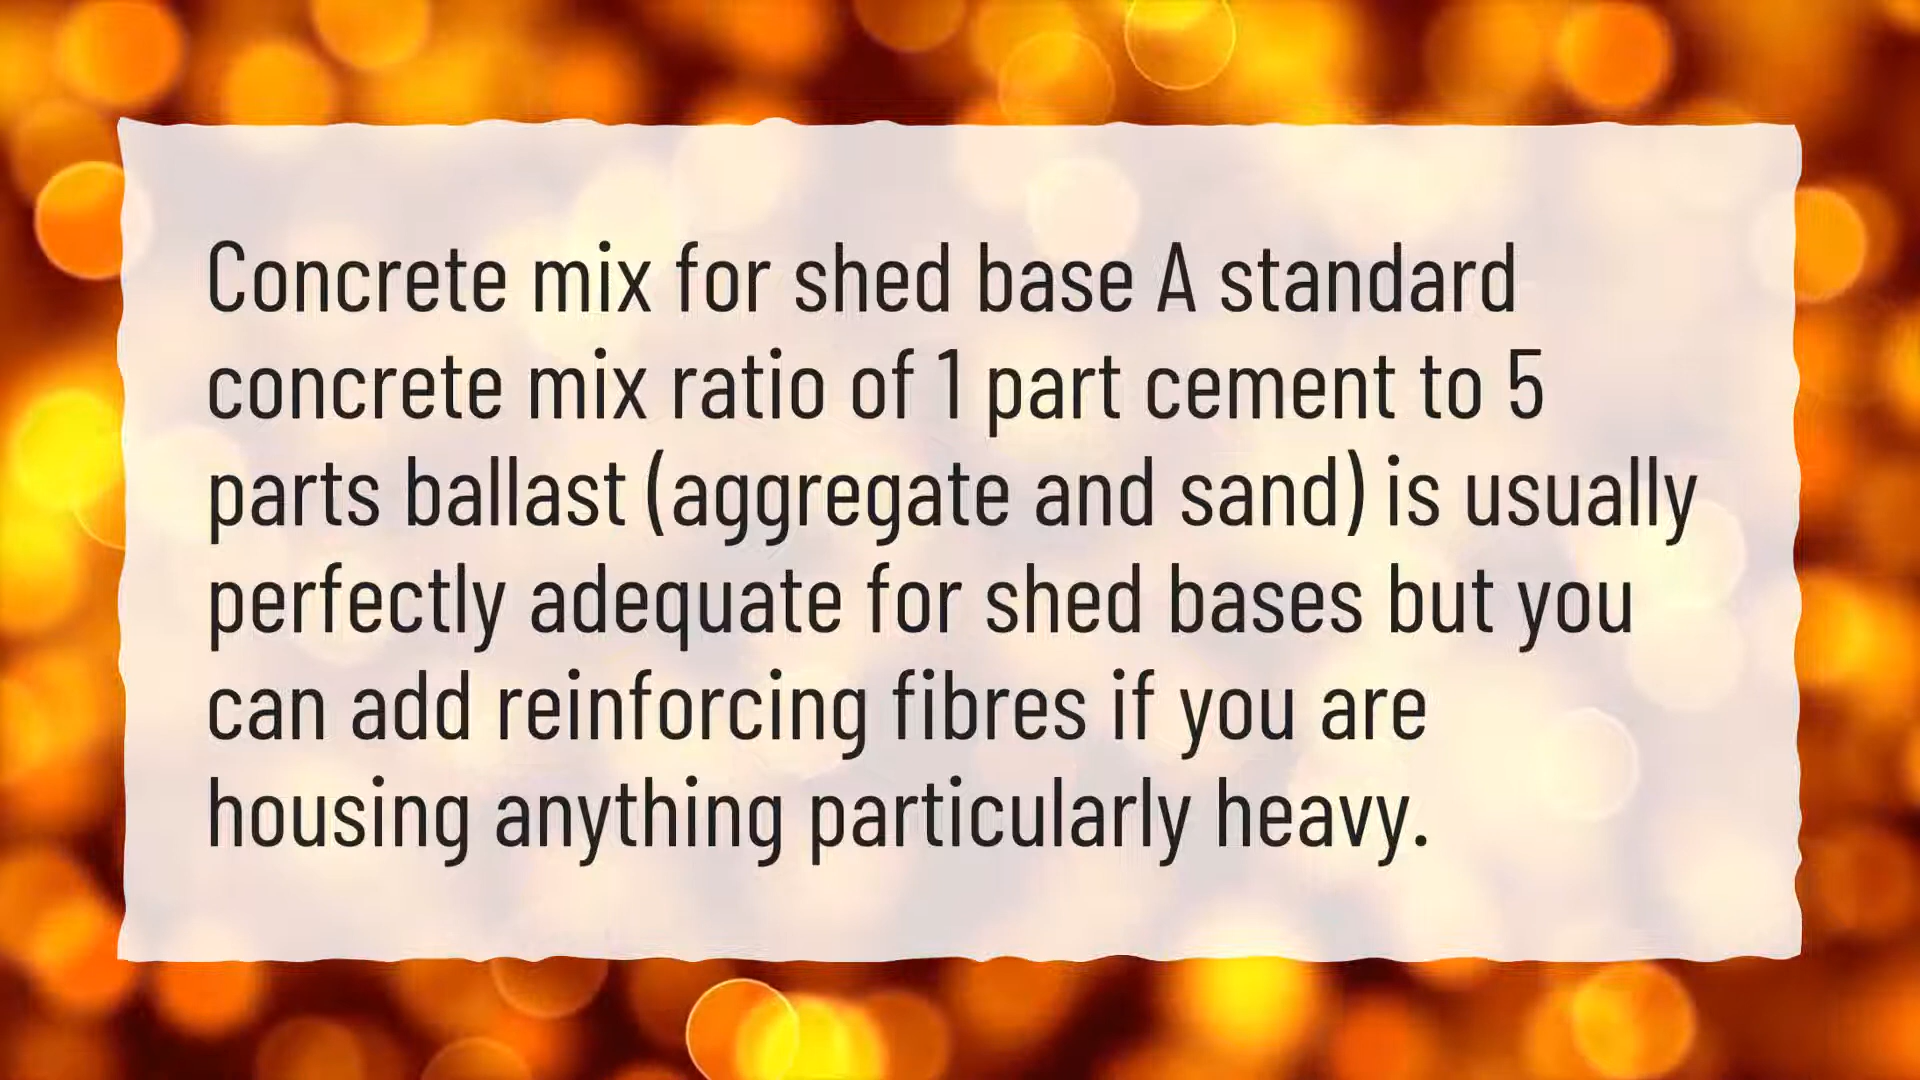 Concrete mix for shed base A standard
concrete mix ratio of 1 part cement to 5
parts ballast (aggregate and sand) is usually
perfectly adequate for shed bases but you
can add reinforcing fibres if you are
housing anything particularly heavy.